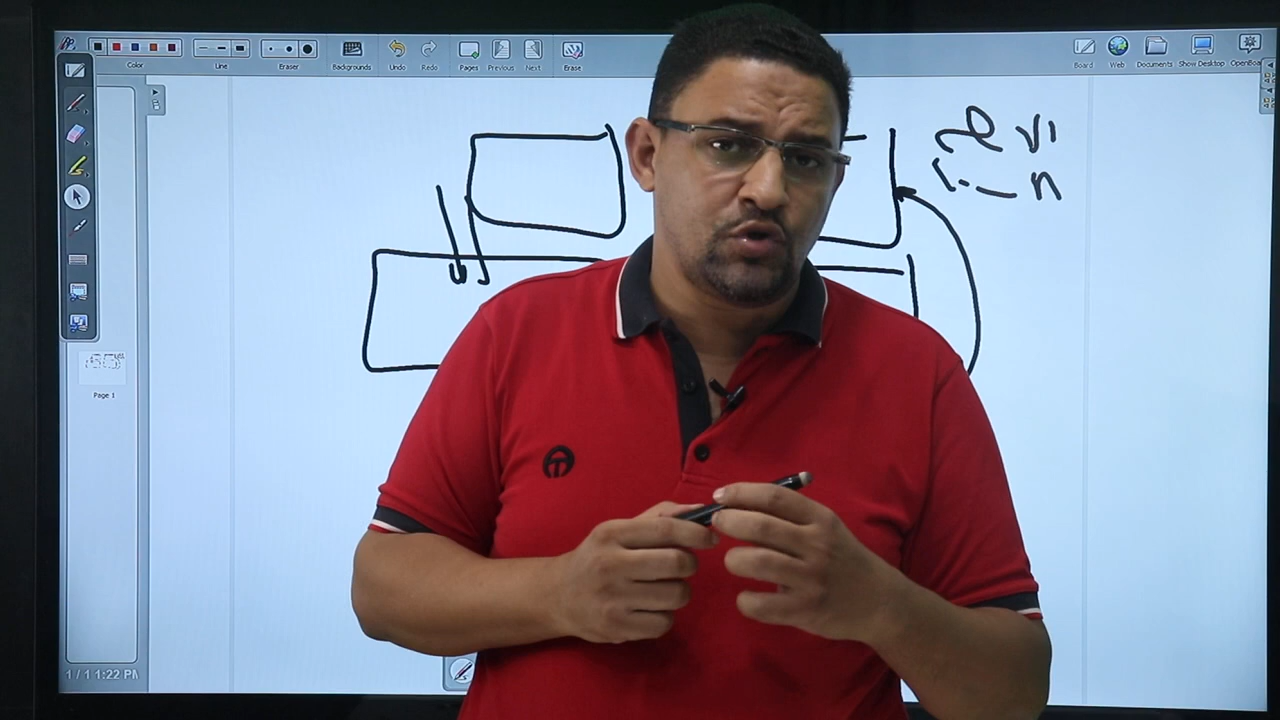 Color
Line
Eraser
Backgrounds
Undo
Redo
Pages
Previous
Next
Erase
Board
Web
Documents
Show Desktop
OpenBoa
Page 1
1 / 1 1:22 PM